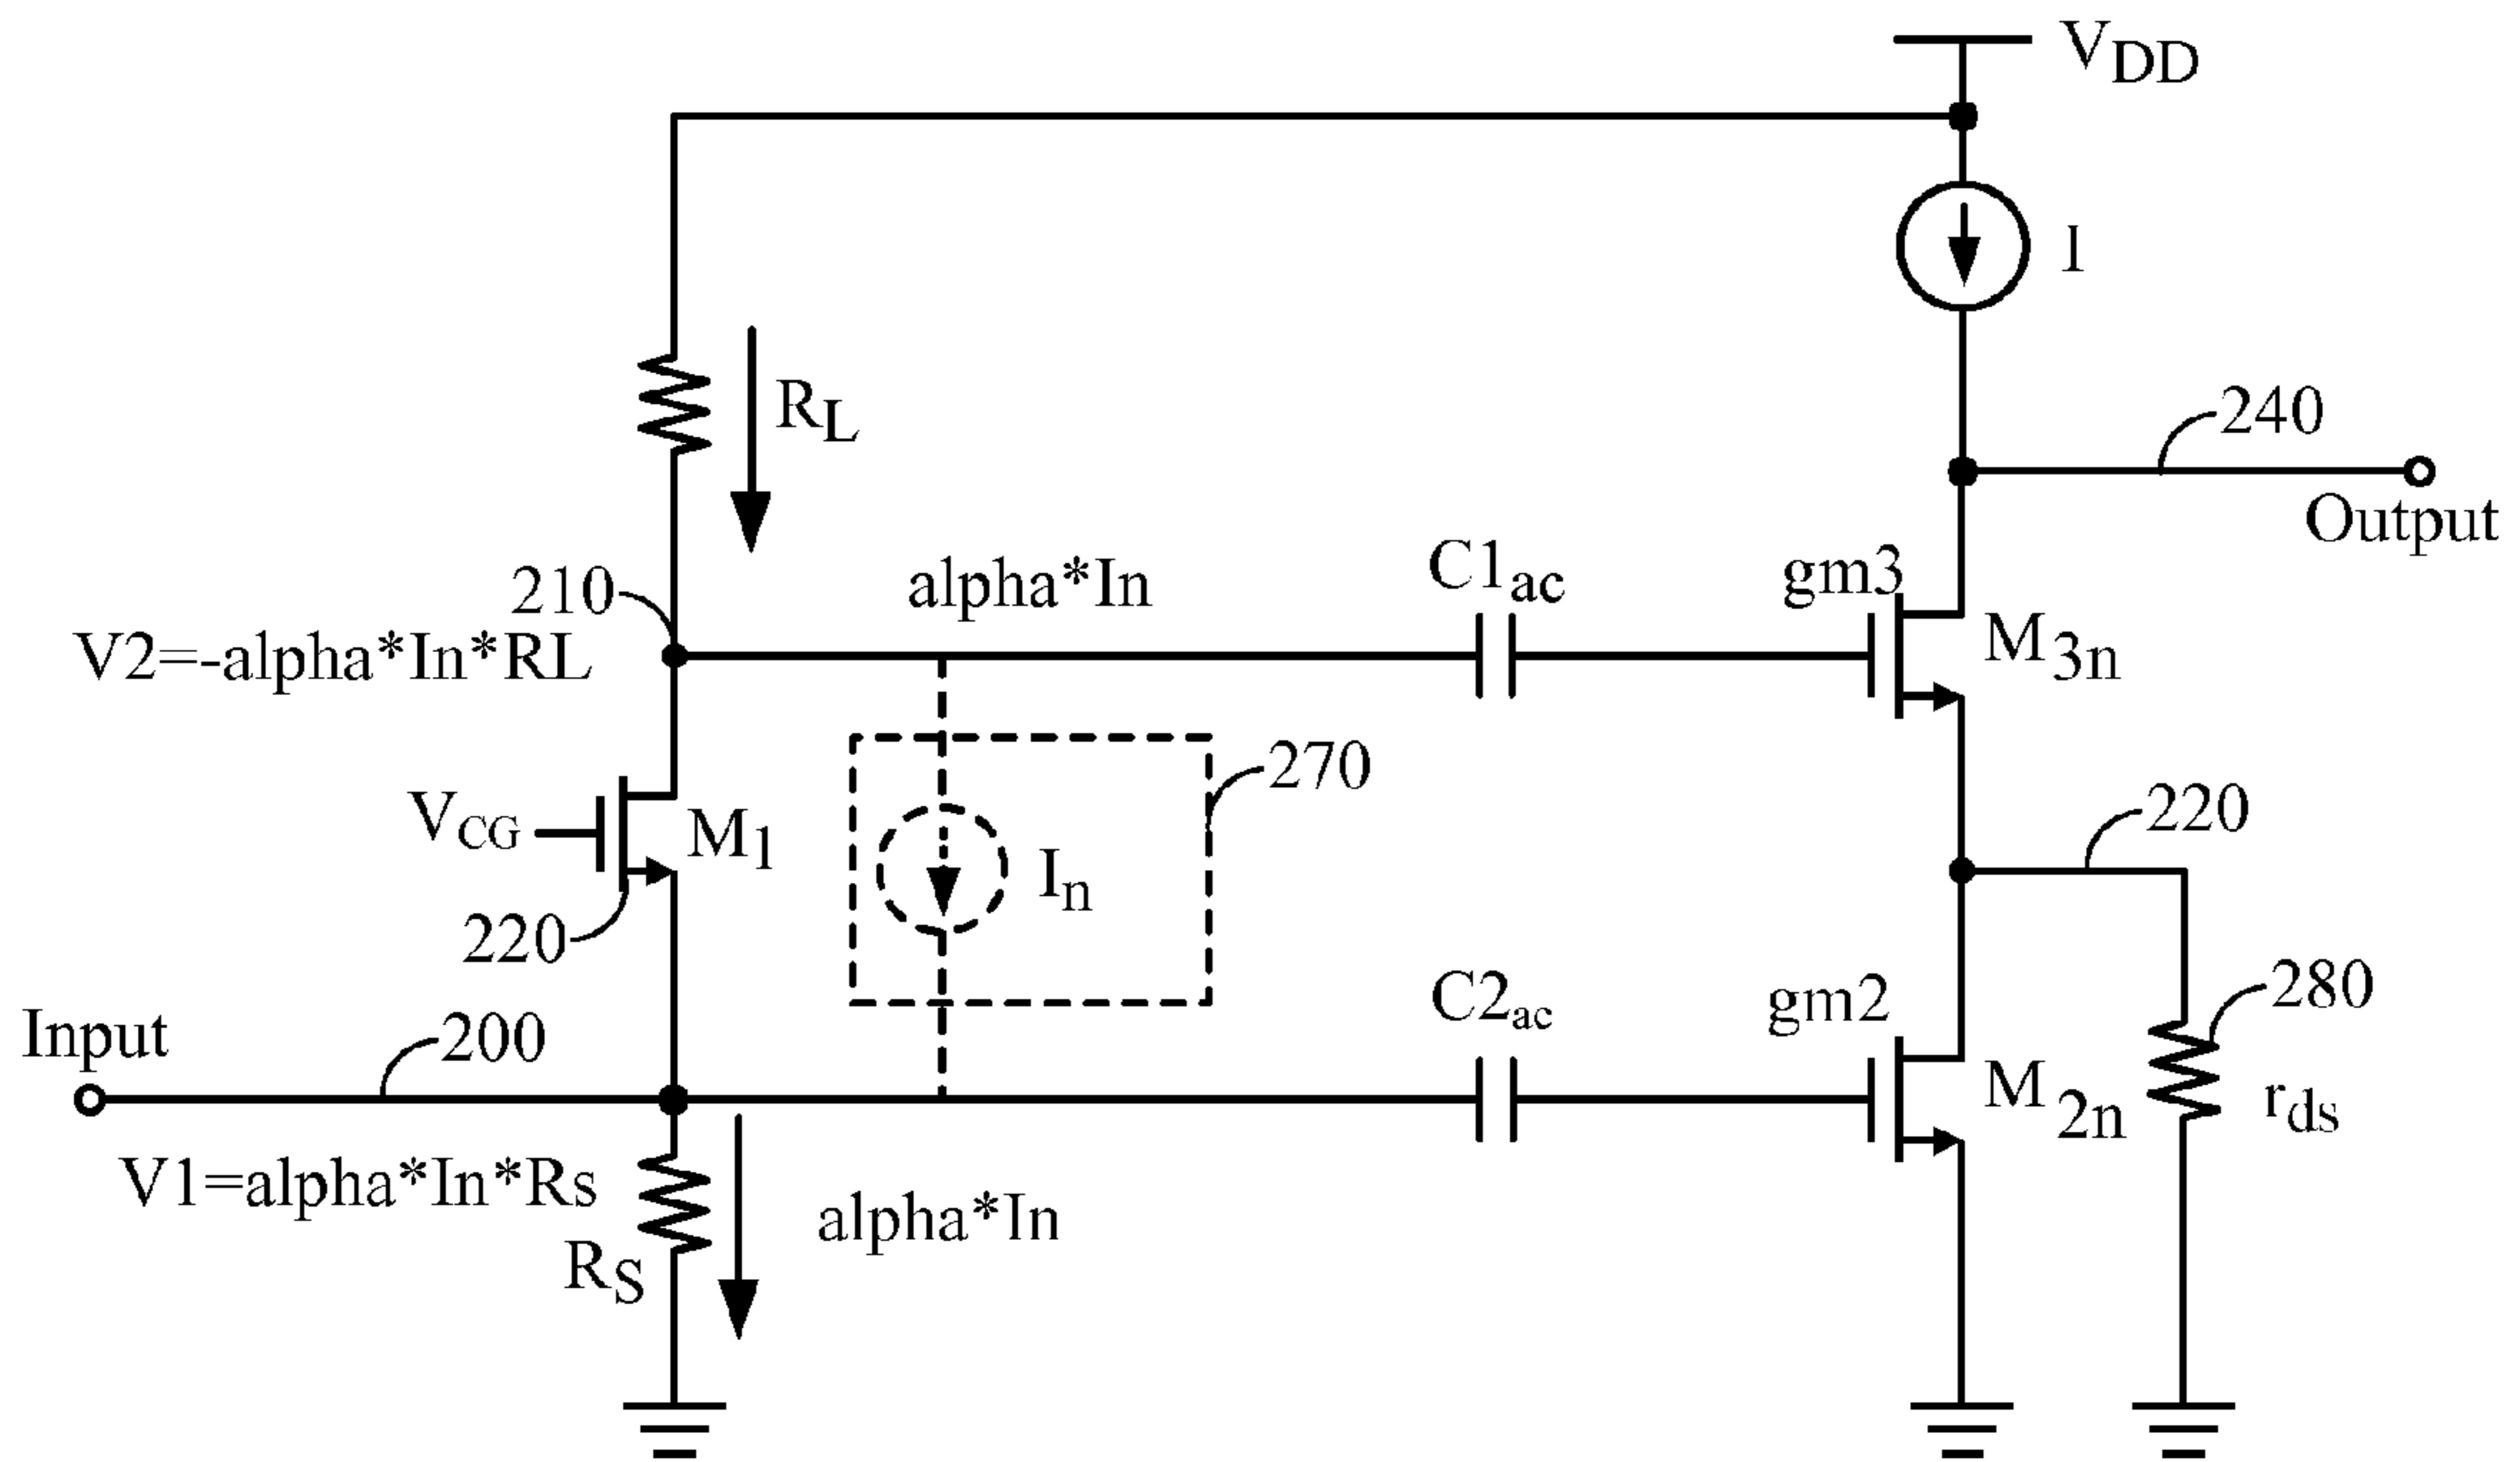 VDD
I
RL
240
Output
210
alpha*In
C1ac
gm3
M3n
V2=-alpha*In*RL
270
VCG
M1
In
220
220
Input
200
C2ac
gm2
280
M2n
rds
V1=alpha*In*Rs
alpha*In
RS